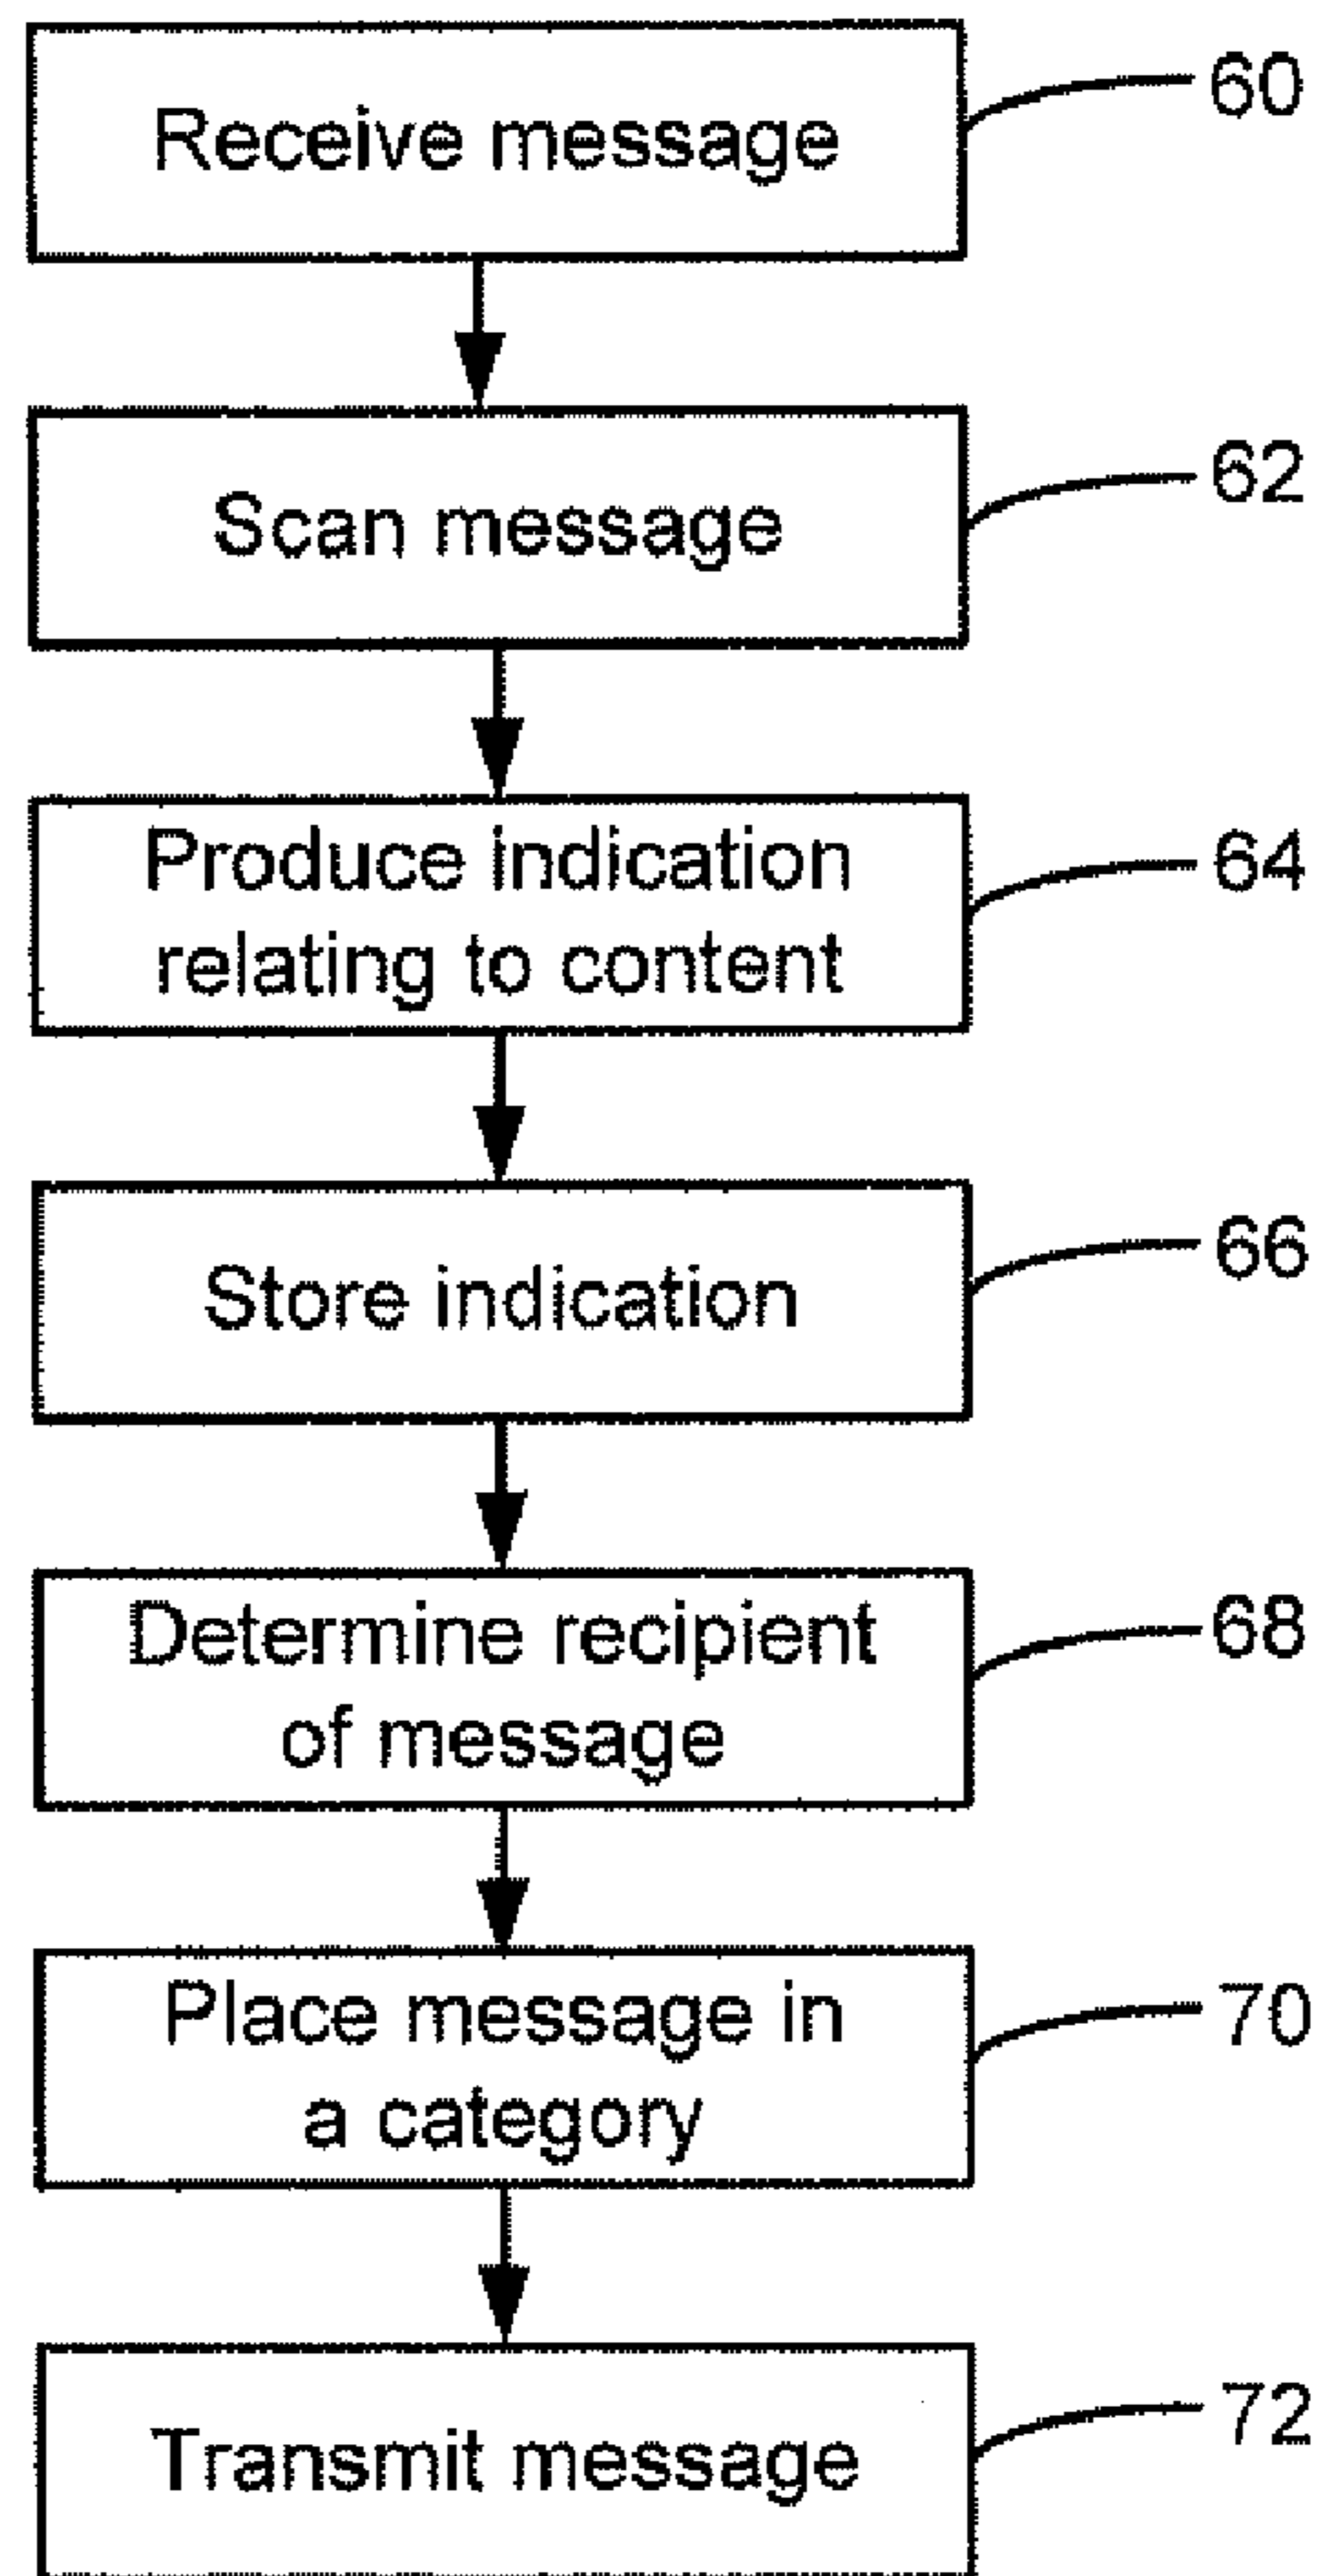 Receive message
60
Scan message
62
Produce indication
relating to content
64
Store indication
66
Determine recipient
of message
68
Place message in
a category
70
Transmit message
72